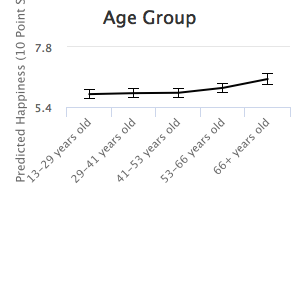 Age Group
Predicted Happiness (10 Point
7.8
5.4
13–29 years old
29–41 years old
41–53 years old
53–66 years old
66+ years old